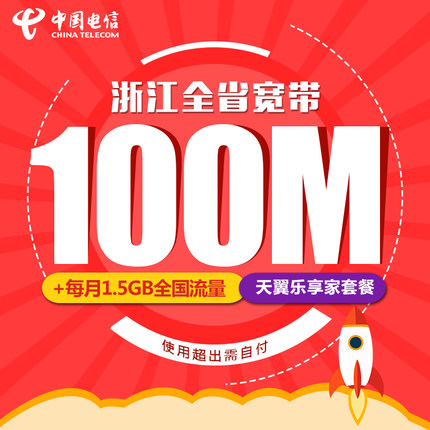 中国电信
CHINA TELECOM
浙江全省宽带
100M
+每月1.5GB全国流量
天翼乐享家套餐
使用超出需自付